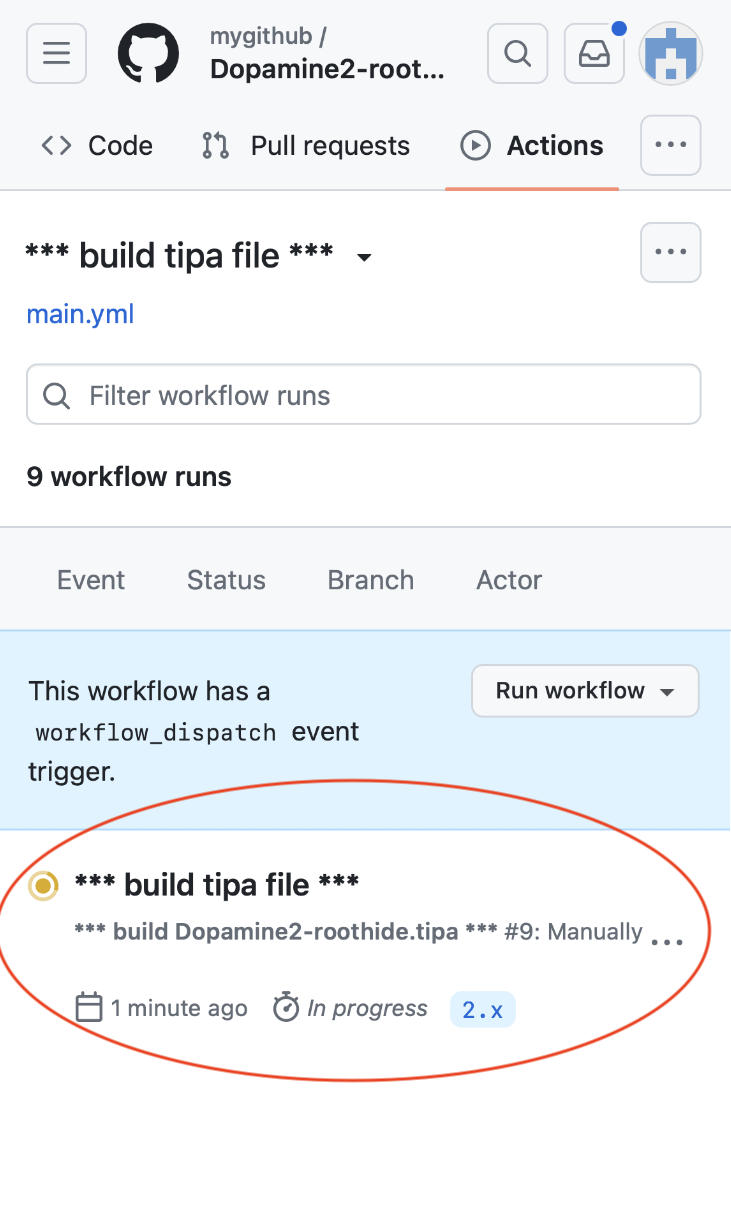 mygithub /
Dopamine2-root...
Code Pull requests Actions ...
*** build tipa file *** ...
main.yml
Filter workflow runs
9 workflow runs
Event Status Branch Actor
This workflow has a
workflow_dispatch event
trigger.
Run workflow
*** build tipa file ***
*** build Dopamine2-roothide.tipa *** #9: Manually ...
1 minute ago In progress 2.x